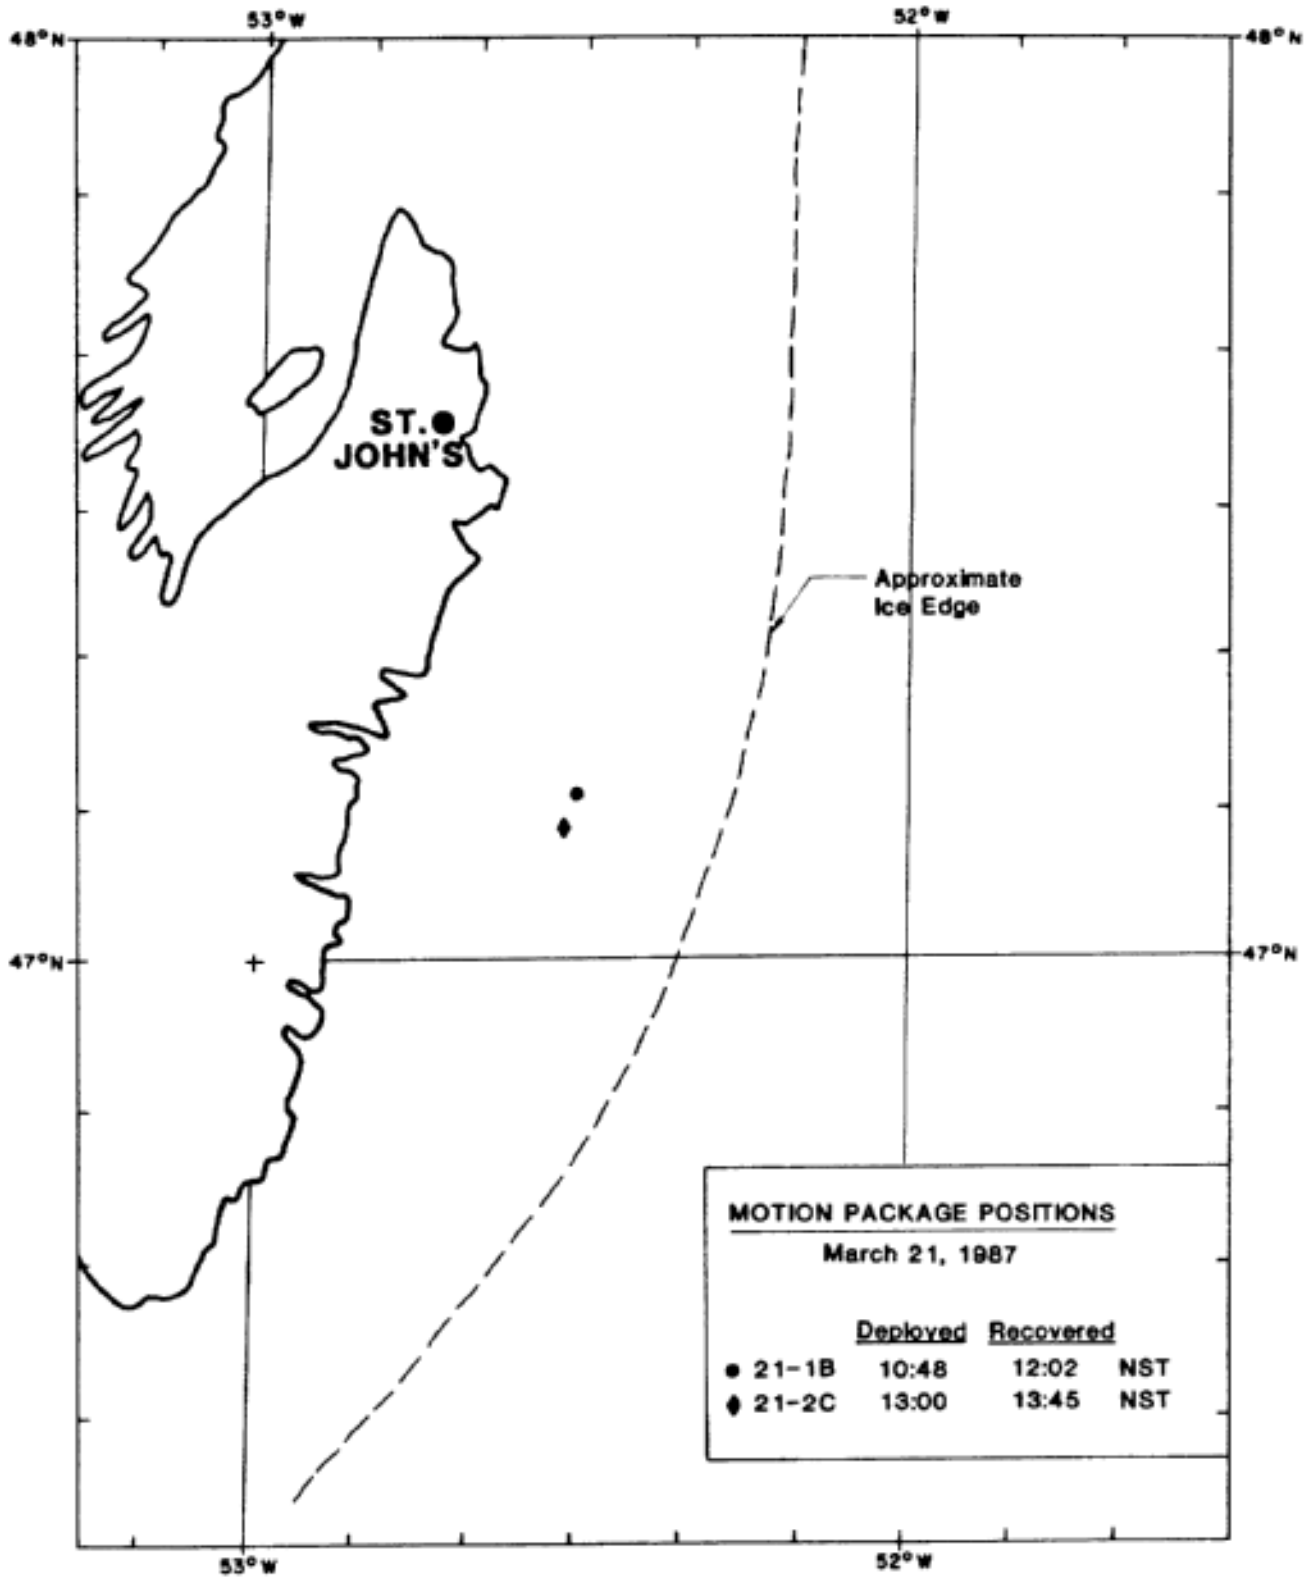 53°W 52°W
48°N 48°N
ST.
JOHN'S
Approximate
Ice Edge
47°N 47°N
MOTION PACKAGE POSITIONS
March 21, 1987
Deployed Recovered
21-1B 10:48 12:02 NST
21-2C 13:00 13:45 NST
53°W 52°W